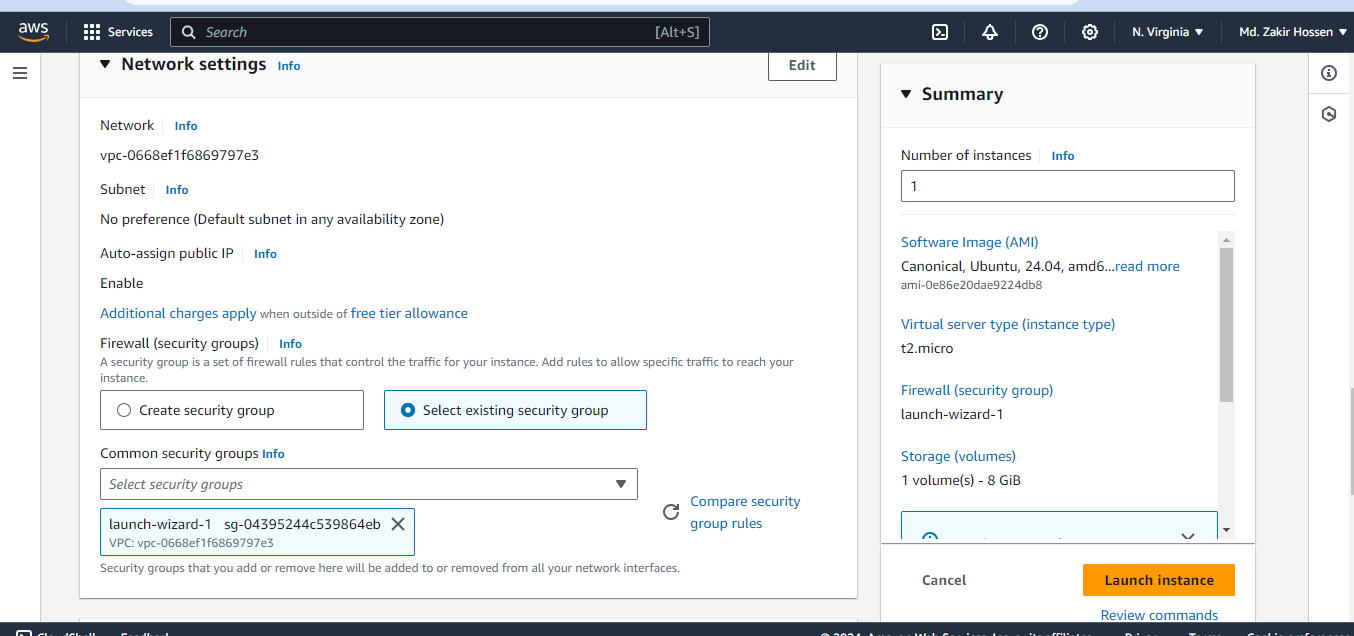 aws
Services
Search
[Alt+S]
N. Virginia
Md. Zakir Hossen
Network settings Info
Edit
Network Info
vpc-0668ef1f6869797e3
Subnet Info
No preference (Default subnet in any availability zone)
Auto-assign public IP Info
Enable
Additional charges apply when outside of free tier allowance
Firewall (security groups) Info
A security group is a set of firewall rules that control the traffic for your instance. Add rules to allow specific traffic to reach your
instance.
Create security group
Select existing security group
Common security groups Info
Select security groups
launch-wizard-1 sg-04395244c539864eb
VPC: vpc-0668ef1f6869797e3
Compare security
group rules
Security groups that you add or remove here will be added to or removed from all your network interfaces.
Summary
Number of instances Info
1
Software Image (AMI)
Canonical, Ubuntu, 24.04, amd6...read more
ami-0e86e20dae9224db8
Virtual server type (instance type)
t2.micro
Firewall (security group)
launch-wizard-1
Storage (volumes)
1 volume(s) - 8 GiB
Cancel
Launch instance
Review commands
CloudShell Feedback